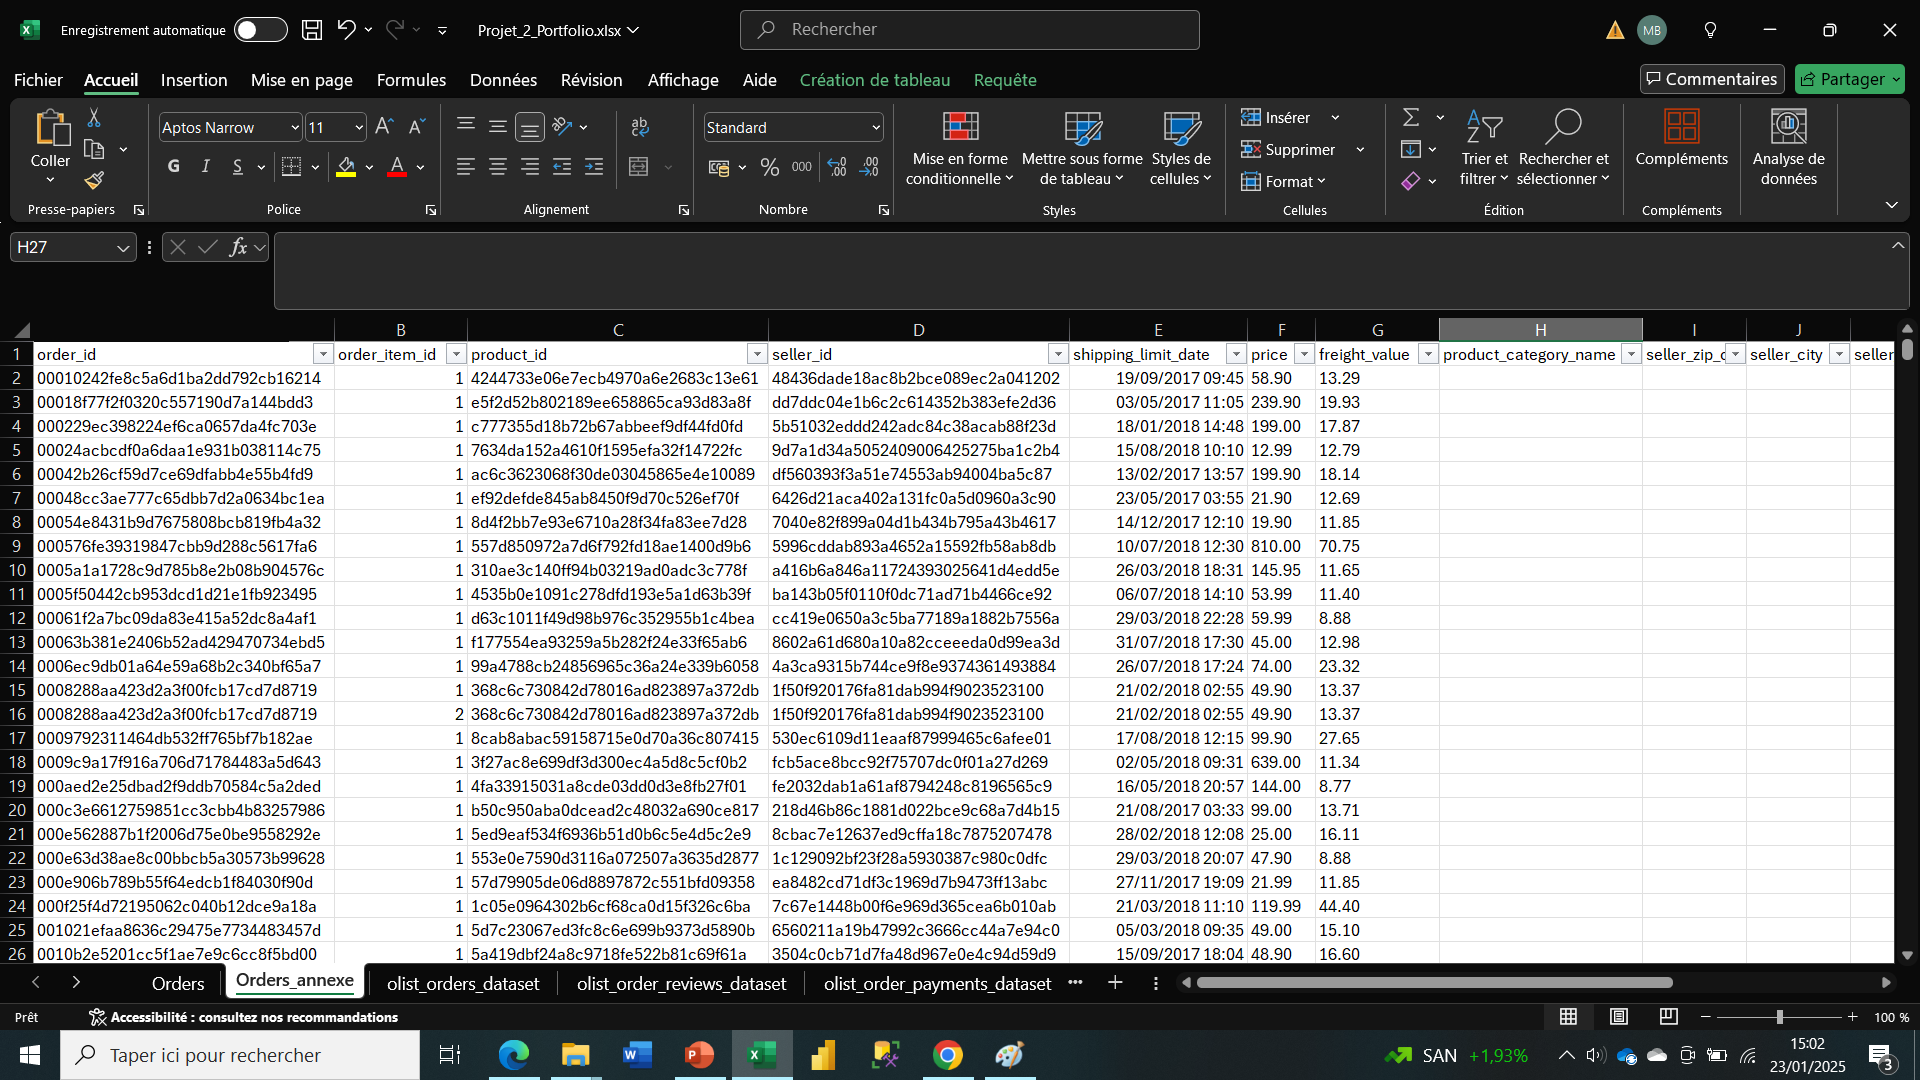 Enregistrement automatique
Projet_2_Portfolio.xlsx
Rechercher
MB
Fichier Accueil Insertion Mise en page Formules Données Révision Affichage Aide Création de tableau Requête
Commentaires
Partager
Coller
Presse-papiers
Aptos Narrow 11
G I S
Police
Alignement
Standard
% 000
Nombre
Mise en forme conditionnelle
Mettre sous forme de tableau
Styles de cellules
Styles
Insérer
Supprimer
Format
Cellules
Trier et filtrer
Rechercher et sélectionner
Édition
Compléments
Compléments
Analyse de données
H27
fx
B C D E F G H I J
1 order_id order_item_id product_id seller_id shipping_limit_date price freight_value product_category_name seller_zip_c seller_city seller
2 00010242fe8c5a6d1ba2dd792cb16214 1 4244733e06e7ecb4970a6e2683c13e61 48436dade18ac8b2bce089ec2a041202 19/09/2017 09:45 58.90 13.29
3 00018f77f2f0320c557190d7a144bdd3 1 e5f2d52b802189ee658865ca93d83a8f dd7ddc04e1b6c2c614352b383efe2d36 03/05/2017 11:05 239.90 19.93
4 000229ec398224ef6ca0657da4fc703e 1 c777355d18b72b67abbeef9df44fd0fd 5b51032eddd242adc84c38acab88f23d 18/01/2018 14:48 199.00 17.87
5 00024acbcdf0a6daa1e931b038114c75 1 7634da152a4610f1595efa32f14722fc 9d7a1d34a5052409006425275ba1c2b4 15/08/2018 10:10 12.99 12.79
6 00042b26cf59d7ce69dfabb4e55b4fd9 1 ac6c3623068f30de03045865e4e10089 df560393f3a51e74553ab94004ba5c87 13/02/2017 13:57 199.90 18.14
7 00048cc3ae777c65dbb7d2a0634bc1ea 1 ef92defde845ab8450f9d70c526ef70f 6426d21aca402a131fc0a5d0960a3c90 23/05/2017 03:55 21.90 12.69
8 00054e8431b9d7675808bcb819fb4a32 1 8d4f2bb7e93e6710a28f34fa83ee7d28 7040e82f899a04d1b434b795a43b4617 14/12/2017 12:10 19.90 11.85
9 000576fe39319847cbb9d288c5617fa6 1 557d850972a7d6f792fd18ae1400d9b6 5996cddab893a4652a15592fb58ab8db 10/07/2018 12:30 810.00 70.75
10 0005a1a1728c9d785b8e2b08b904576c 1 310ae3c140ff94b03219ad0adc3c778f a416b6a846a11724393025641d4edd5e 26/03/2018 18:31 145.95 11.65
11 0005f50442cb953dcd1d21e1fb923495 1 4535b0e1091c278dfd193e5a1d63b39f ba143b05f0110f0dc71ad71b4466ce92 06/07/2018 14:10 53.99 11.40
12 00061f2a7bc09da83e415a52dc8a4af1 1 d63c1011f49d98b976c352955b1c4bea cc419e0650a3c5ba77189a1882b7556a 29/03/2018 22:28 59.99 8.88
13 00063b381e2406b52ad429470734ebd5 1 f177554ea93259a5b282f24e33f65ab6 8602a61d680a10a82cceeeda0d99ea3d 31/07/2018 17:30 45.00 12.98
14 0006ec9db01a64e59a68b2c340bf65a7 1 99a4788cb24856965c36a24e339b6058 4a3ca9315b744ce9f8e9374361493884 26/07/2018 17:24 74.00 23.32
15 0008288aa423d2a3f00fcb17cd7d8719 1 368c6c730842d78016ad823897a372db 1f50f920176fa81dab994f9023523100 21/02/2018 02:55 49.90 13.37
16 0008288aa423d2a3f00fcb17cd7d8719 2 368c6c730842d78016ad823897a372db 1f50f920176fa81dab994f9023523100 21/02/2018 02:55 49.90 13.37
17 0009792311464db532ff765bf7b182ae 1 8cab8abac59158715e0d70a36c807415 530ec6109d11eaaf87999465c6afee01 17/08/2018 12:15 99.90 27.65
18 0009c9a17f916a706d71784483a5d643 1 3f27ac8e699df3d300ec4a5d8c5cf0b2 fcb5ace8bcc92f75707dc0f01a27d269 02/05/2018 09:31 639.00 11.34
19 000aed2e25dbad2f9ddb70584c5a2ded 1 4fa33915031a8cde03dd0d3e8fb27f01 fe2032dab1a61af8794248c8196565c9 16/05/2018 20:57 144.00 8.77
20 000c3e6612759851cc3cbb4b83257986 1 b50c950aba0dcead2c48032a690ce817 218d46b86c1881d022bce9c68a7d4b15 21/08/2017 03:33 99.00 13.71
21 000e562887b1f2006d75e0be9558292e 1 5ed9eaf534f6936b51d0b6c5e4d5c2e9 8cbac7e12637ed9cffa18c7875207478 28/02/2018 12:08 25.00 16.11
22 000e63d38ae8c00bbcb5a30573b99628 1 553e0e7590d3116a072507a3635d2877 1c129092bf23f28a5930387c980c0dfc 29/03/2018 20:07 47.90 8.88
23 000e906b789b55f64edcb1f84030f90d 1 57d79905de06d8897872c551bfd09358 ea8482cd71df3c1969d7b9473ff13abc 27/11/2017 19:09 21.99 11.85
24 000f25f4d72195062c040b12dce9a18a 1 1c05e0964302b6cf68ca0d15f326c6ba 7c67e1448b00f6e969d365cea6b010ab 21/03/2018 11:10 119.99 44.40
25 001021efaa8636c29475e7734483457d 1 5d7c23067ed3fc8c6e699b9373d5890b 6560211a19b47992c3666cc44a7e94c0 05/03/2018 09:35 49.00 15.10
26 0010b2e5201cc5f1ae7e9c6cc8f5bd00 1 5a419dbf24a8c9718fe522b81c69f61a 3504c0cb71d7fa48d967e0e4c94d59d9 15/09/2017 18:04 48.90 16.60
Orders Orders_annexe olist_orders_dataset olist_order_reviews_dataset olist_order_payments_dataset
Prêt
Accessibilité : consultez nos recommandations
100 %
Taper ici pour rechercher
SAN +1,93%
15:02
23/01/2025
3